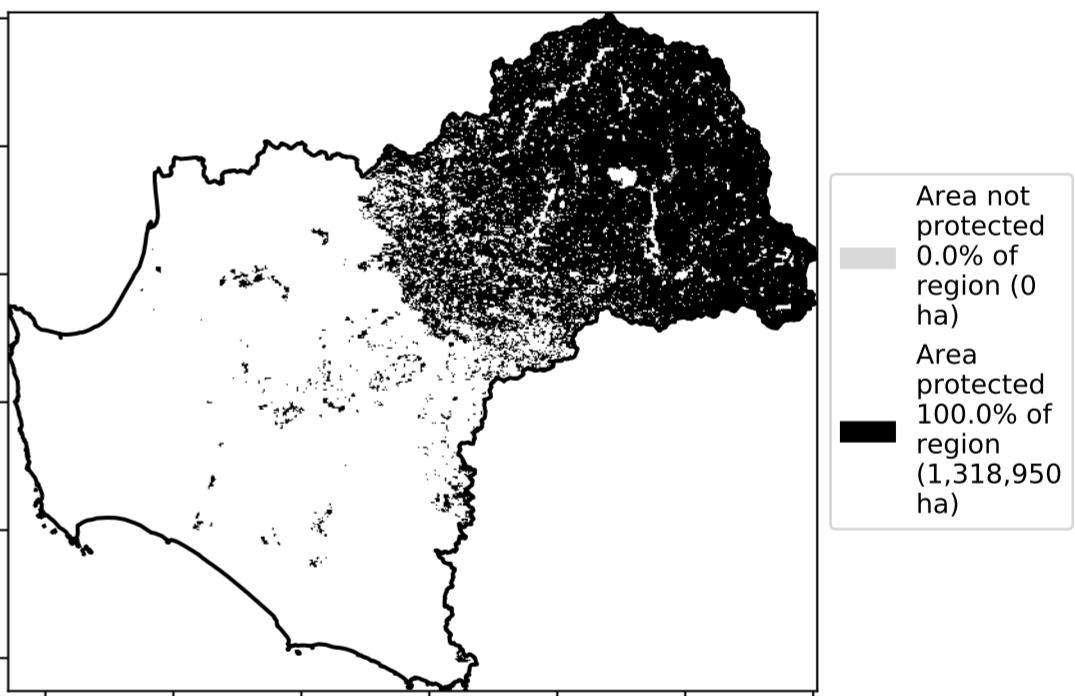 Area not
protected
0.0% of
region (0
ha)
Area
protected
100.0% of
region
(1,318,950
ha)